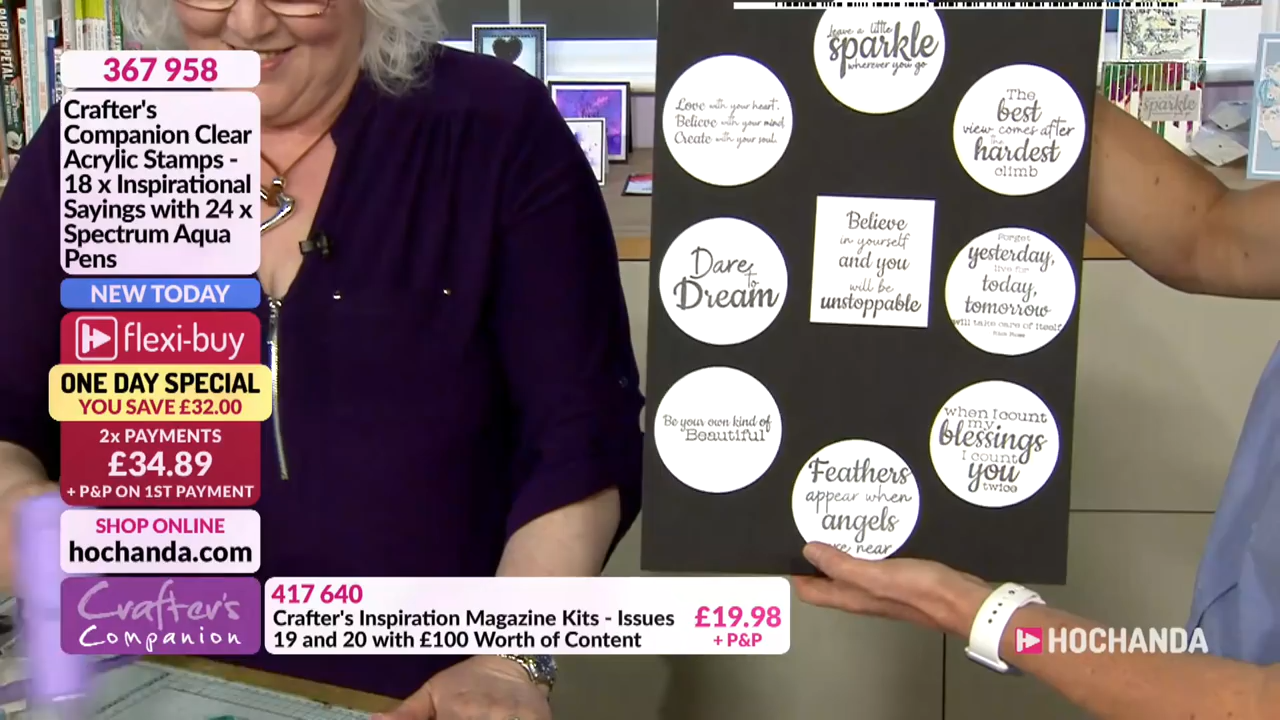 367 958
Crafter's
Companion Clear
Acrylic Stamps -
18 x Inspirational
Sayings with 24 x
Spectrum Aqua
Pens
NEW TODAY
flexi-buy
ONE DAY SPECIAL
YOU SAVE £32.00
2x PAYMENTS
£34.89
+ P&P ON 1ST PAYMENT
SHOP ONLINE
hochanda.com
Crafter's
Companion
417 640
Crafter's Inspiration Magazine Kits - Issues
19 and 20 with £100 Worth of Content
£19.98
+ P&P
HOCHANDA
Leave a little
sparkle
wherever you go
Love with your heart.
Believe with your mind
Create with your soul.
The
best
view comes after
the
hardest
climb
Dare
to
Dream
Believe
in yourself
and you
will be
unstoppable
Forget
yesterday,
live for
today,
tomorrow
will take care of itself
Be your own kind of
Beautiful
Feathers
appear when
angels
are near
when I count
my
blessings
I count
you
twice
sparkle
PAPER to PETAL